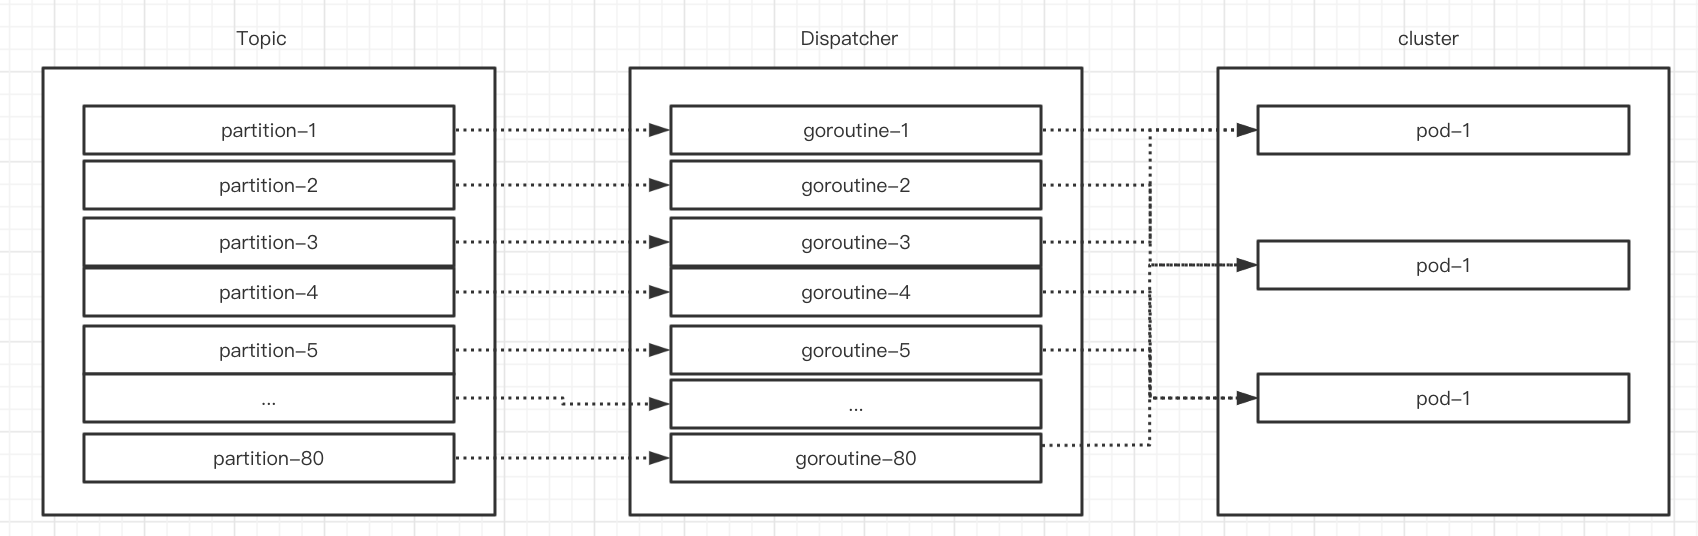 Topic
Dispatcher
cluster
partition-1
partition-2
partition-3
partition-4
partition-5
...
partition-80
goroutine-1
goroutine-2
goroutine-3
goroutine-4
goroutine-5
...
goroutine-80
pod-1
pod-1
pod-1